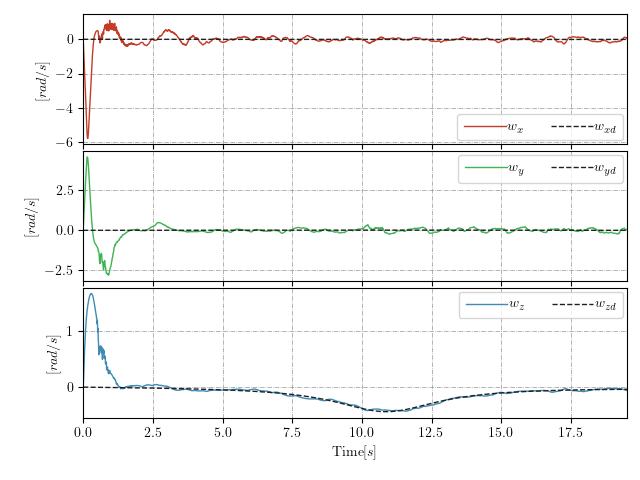 0
−2
−4
−6
[rad/s]
w_x w_xd
2.5
0.0
−2.5
[rad/s]
w_y w_yd
1
0
[rad/s]
w_z w_zd
0.0 2.5 5.0 7.5 10.0 12.5 15.0 17.5
Time[s]